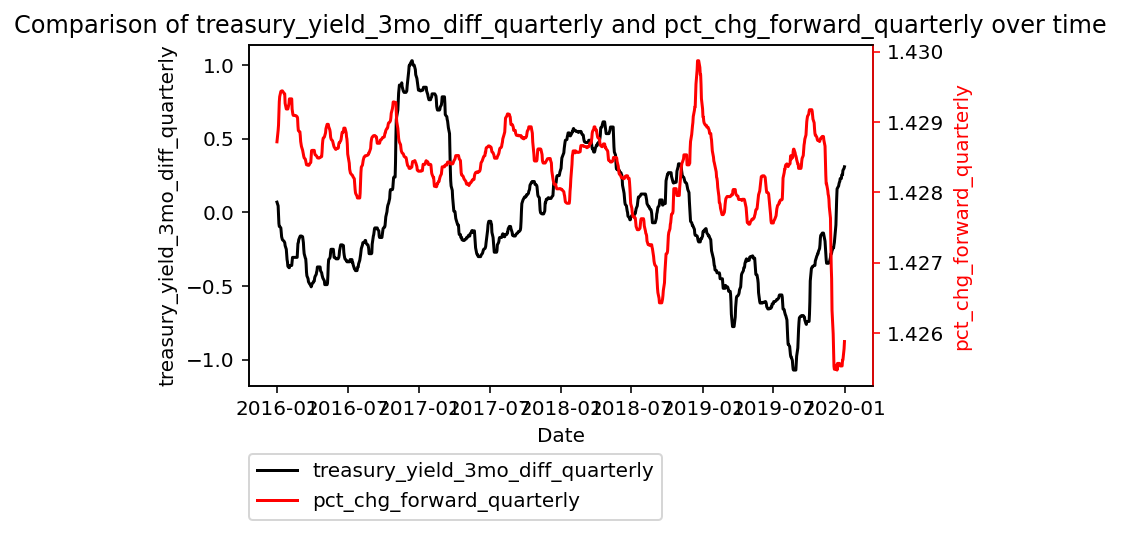 Comparison of treasury_yield_3mo_diff_quarterly and pct_chg_forward_quarterly over time
treasury_yield_3mo_diff_quarterly
1.0
0.5
0.0
−0.5
−1.0
1.430
1.429
1.428
1.427
1.426
pct_chg_forward_quarterly
2016-01 2016-07 2017-01 2017-07 2018-01 2018-07 2019-01 2019-07 2020-01
Date
treasury_yield_3mo_diff_quarterly
pct_chg_forward_quarterly